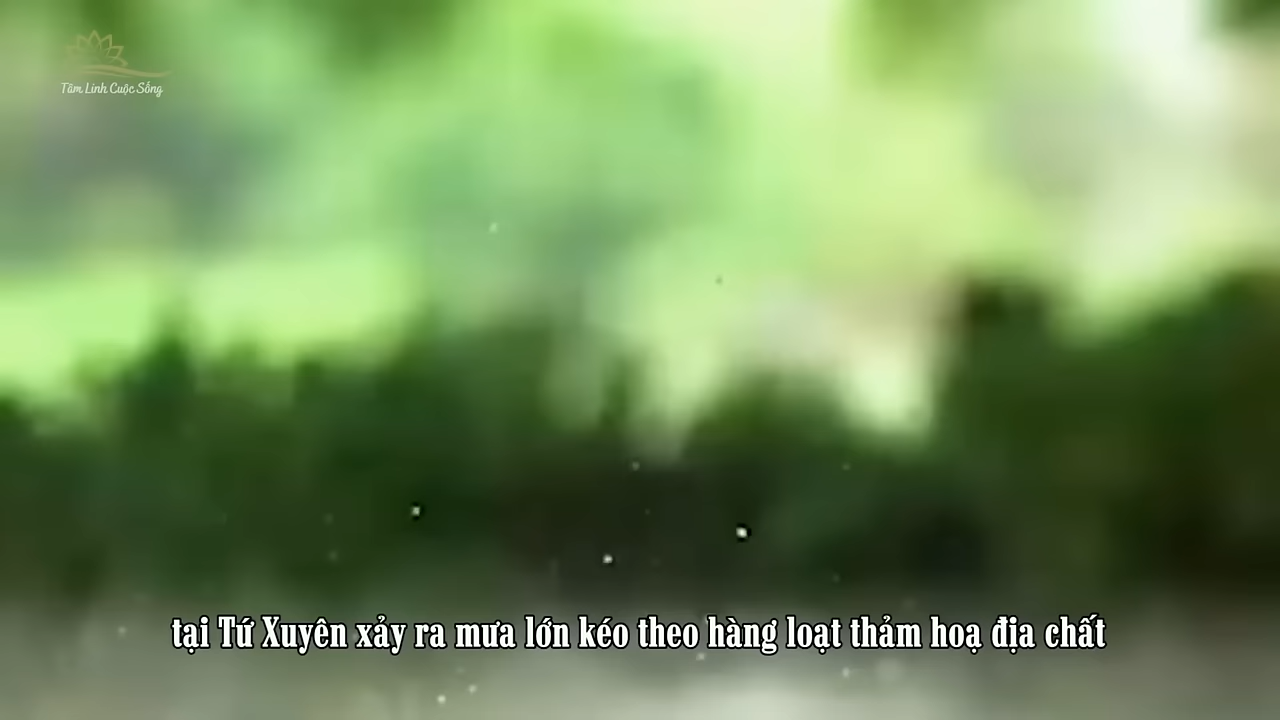 Tâm Linh Cuộc Sống
tại Tứ Xuyên xảy ra mưa lớn kéo theo hàng loạt thảm hoạ địa chất